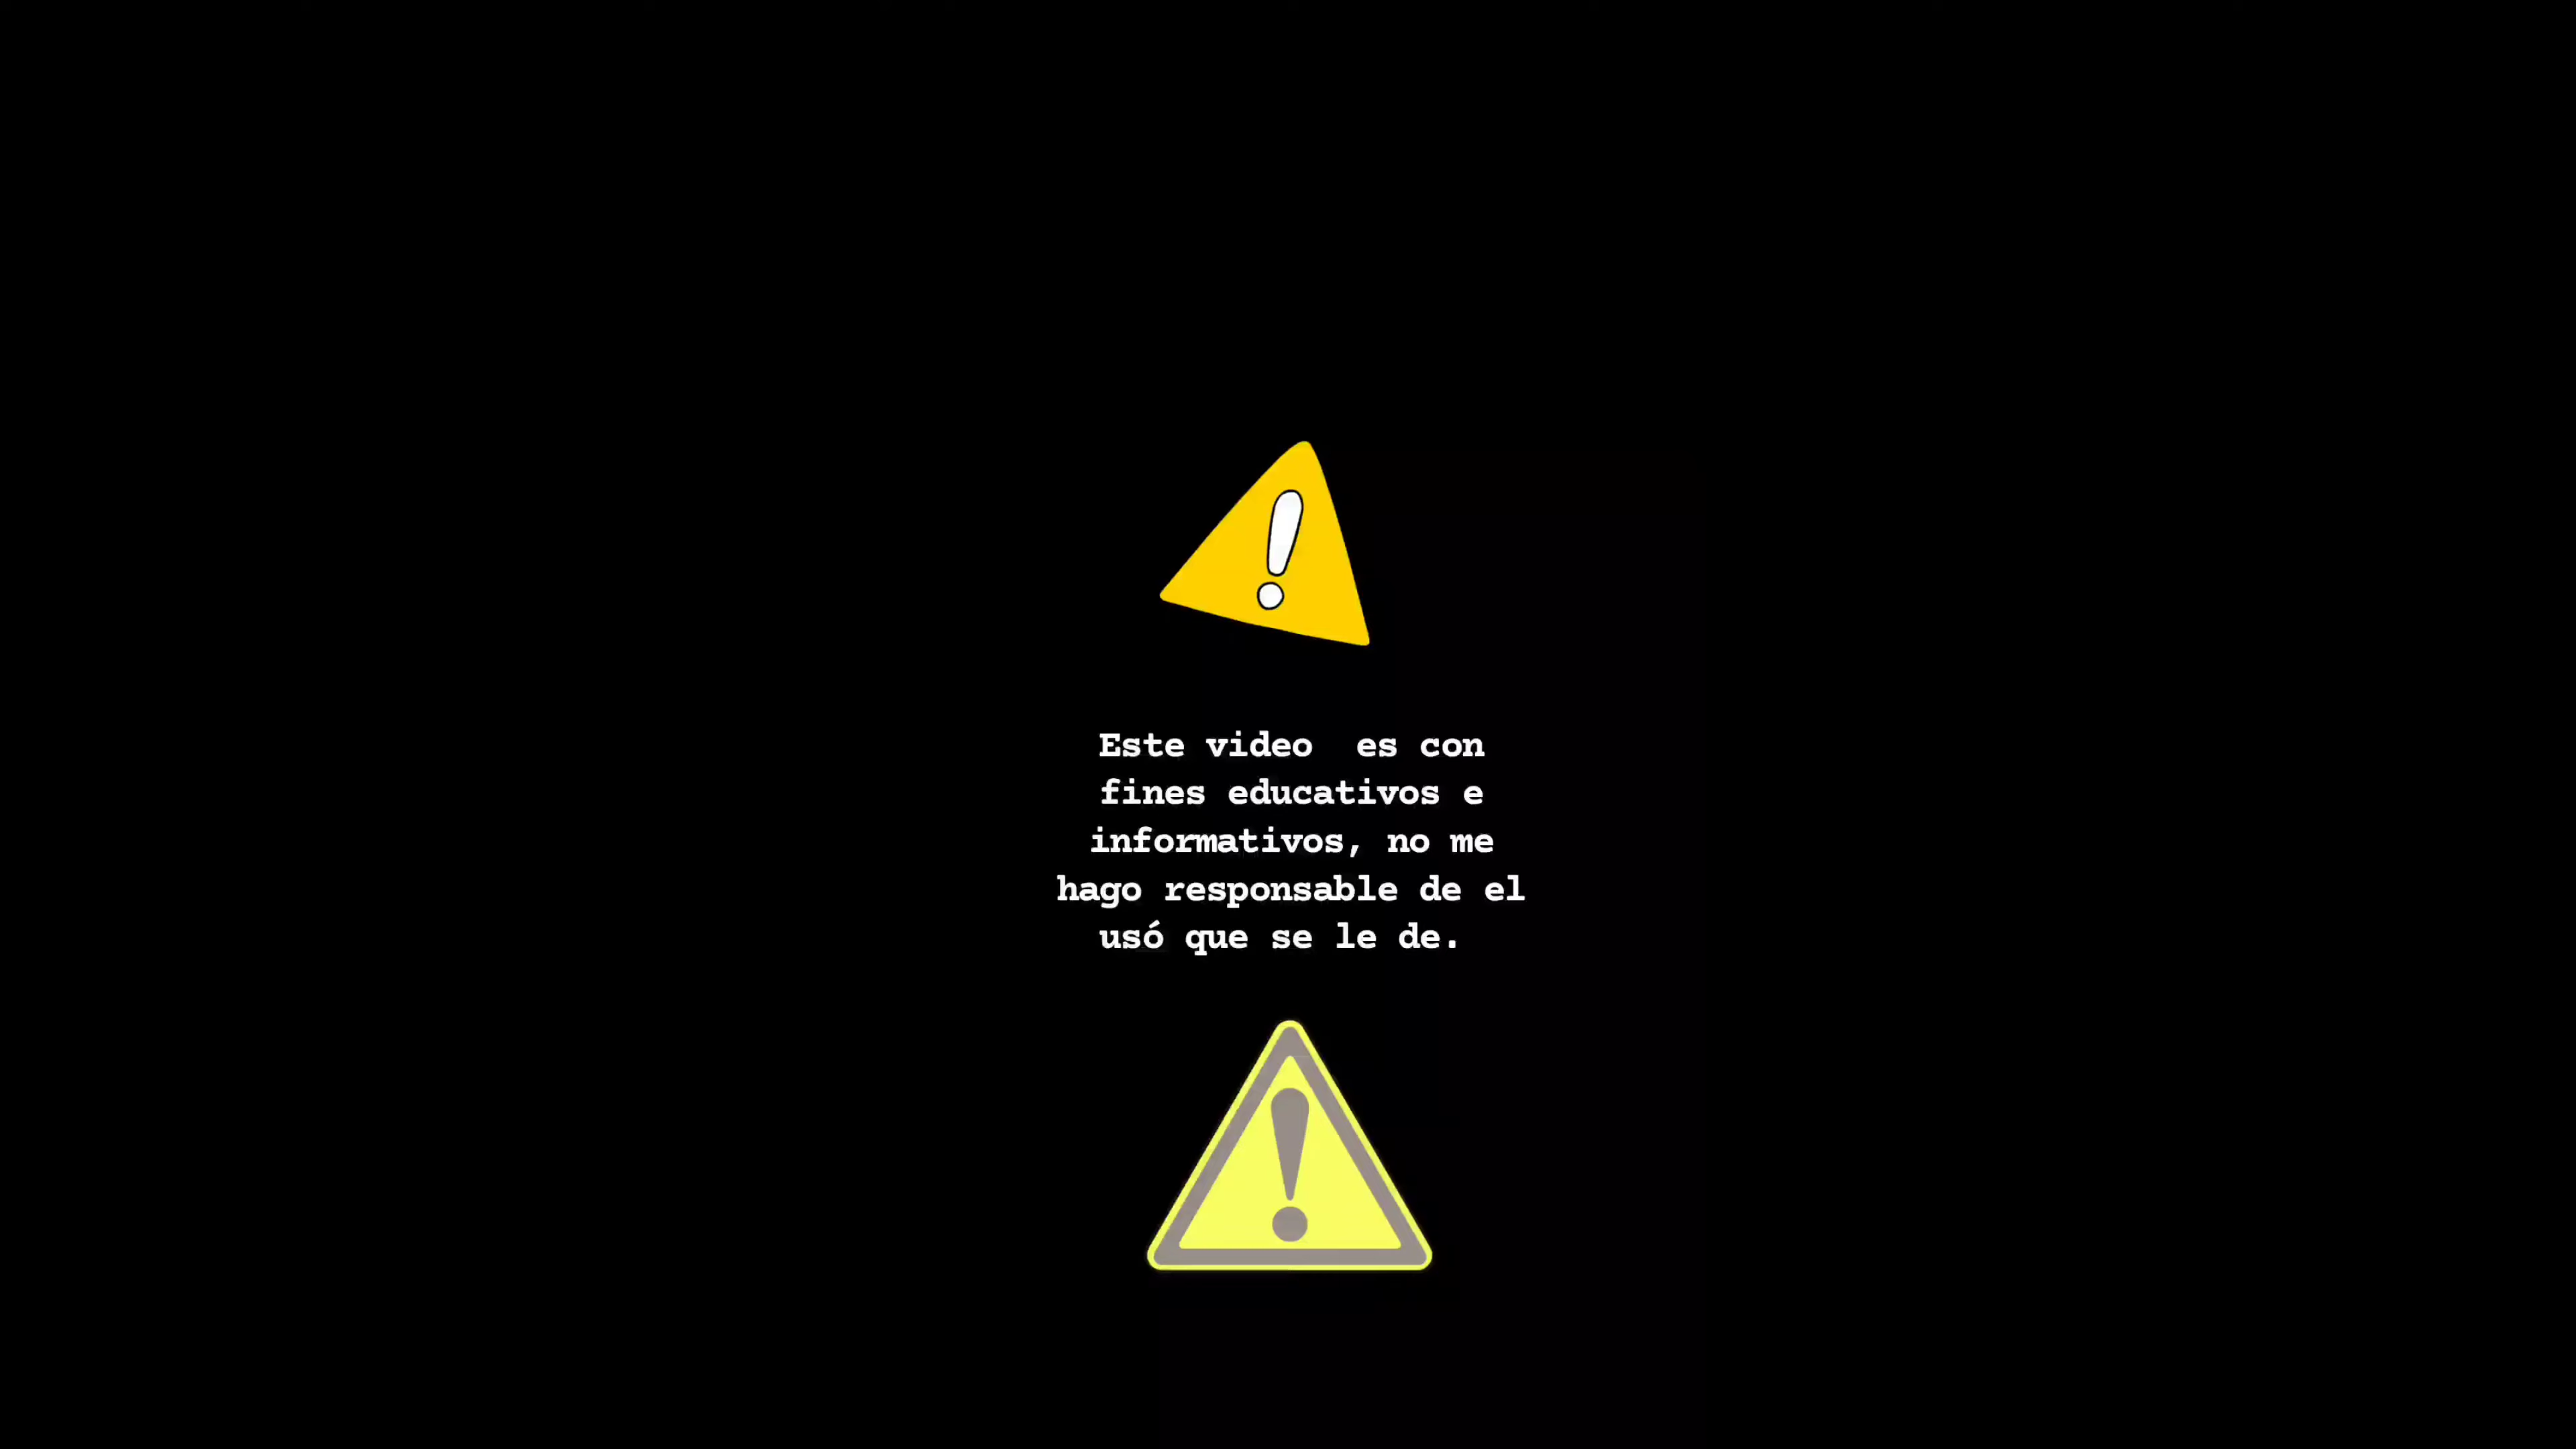 Este video  es con
fines educativos e
informativos, no me
hago responsable de el
usó que se le de.